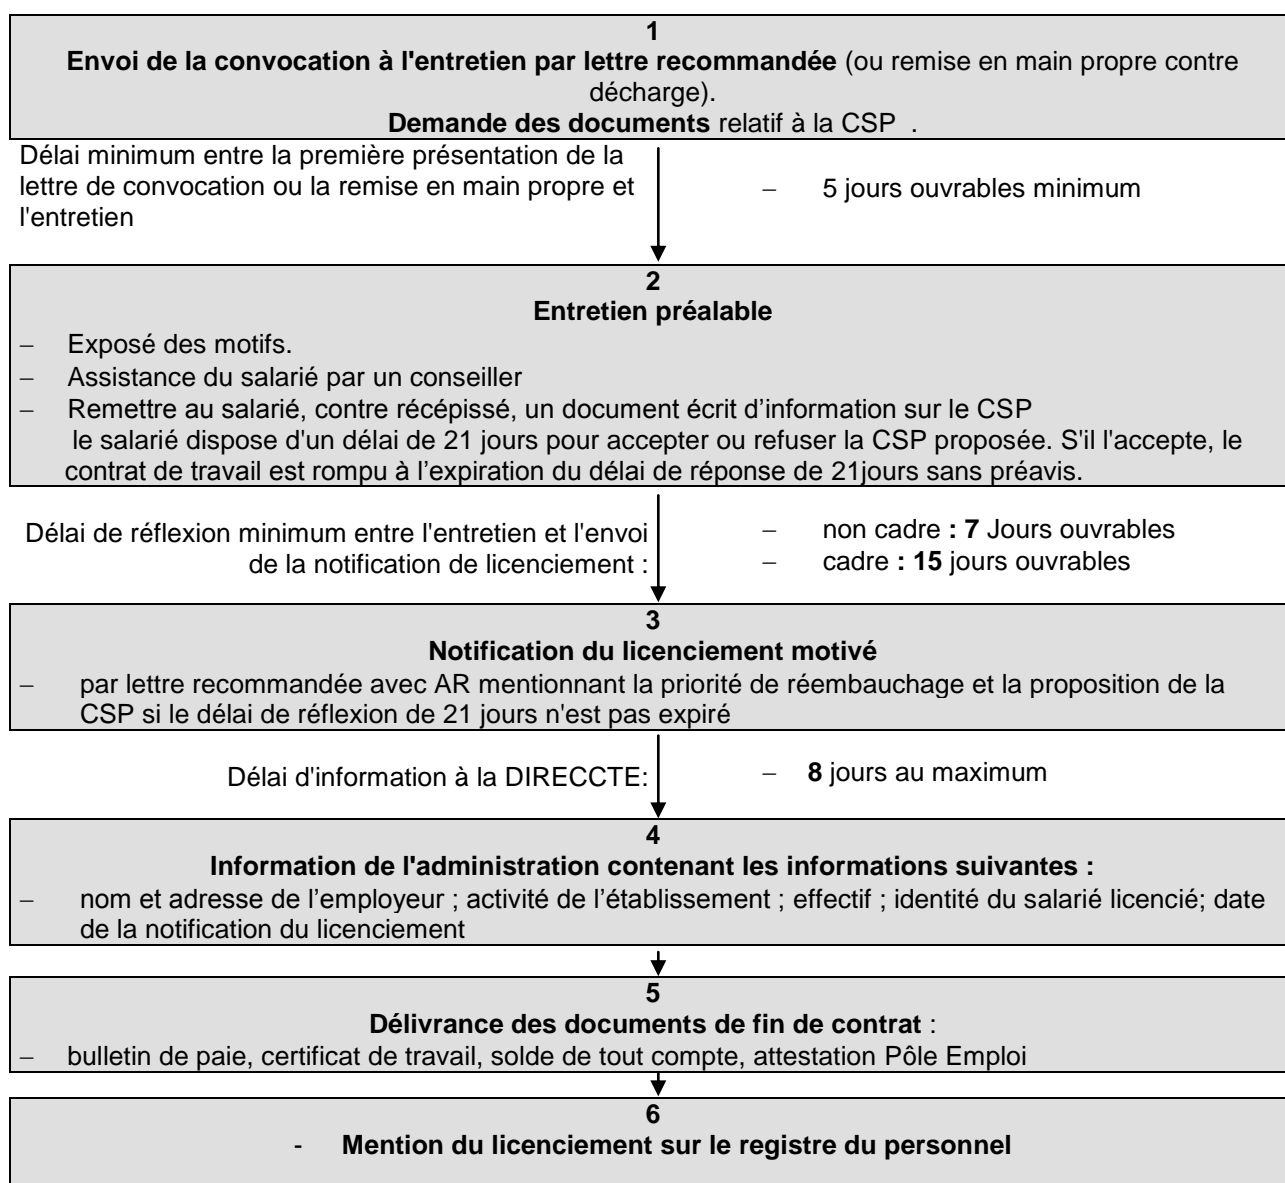 1
Envoi de la convocation à l'entretien par lettre recommandée (ou remise en main propre contre
décharge).
Demande des documents relatif à la CSP .
Délai minimum entre la première présentation de la
lettre de convocation ou la remise en main propre et
l'entretien
– 5 jours ouvrables minimum
2
Entretien préalable
– Exposé des motifs.
– Assistance du salarié par un conseiller
– Remettre au salarié, contre récépissé, un document écrit d’information sur le CSP
le salarié dispose d'un délai de 21 jours pour accepter ou refuser la CSP proposée. S'il l'accepte, le
contrat de travail est rompu à l’expiration du délai de réponse de 21jours sans préavis.
Délai de réflexion minimum entre l'entretien et l'envoi
de la notification de licenciement :
– non cadre : 7 Jours ouvrables
– cadre : 15 jours ouvrables
3
Notification du licenciement motivé
– par lettre recommandée avec AR mentionnant la priorité de réembauchage et la proposition de la
CSP si le délai de réflexion de 21 jours n'est pas expiré
Délai d'information à la DIRECCTE:
– 8 jours au maximum
4
Information de l'administration contenant les informations suivantes :
– nom et adresse de l’employeur ; activité de l’établissement ; effectif ; identité du salarié licencié; date
de la notification du licenciement
5
Délivrance des documents de fin de contrat :
– bulletin de paie, certificat de travail, solde de tout compte, attestation Pôle Emploi
6
- Mention du licenciement sur le registre du personnel